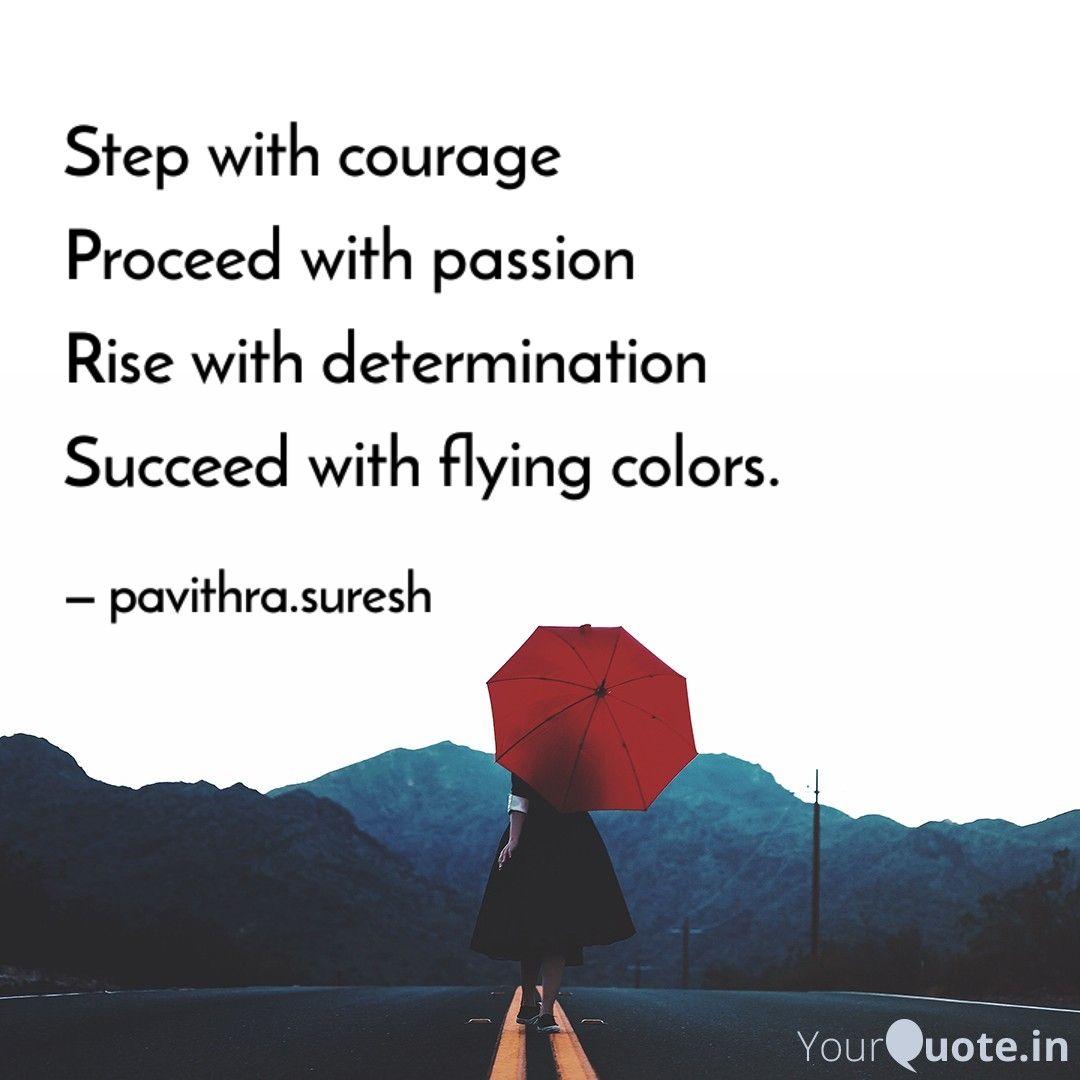 Step with courage
Proceed with passion
Rise with determination
Succeed with flying colors.
– pavithra.suresh
YourQuote.in